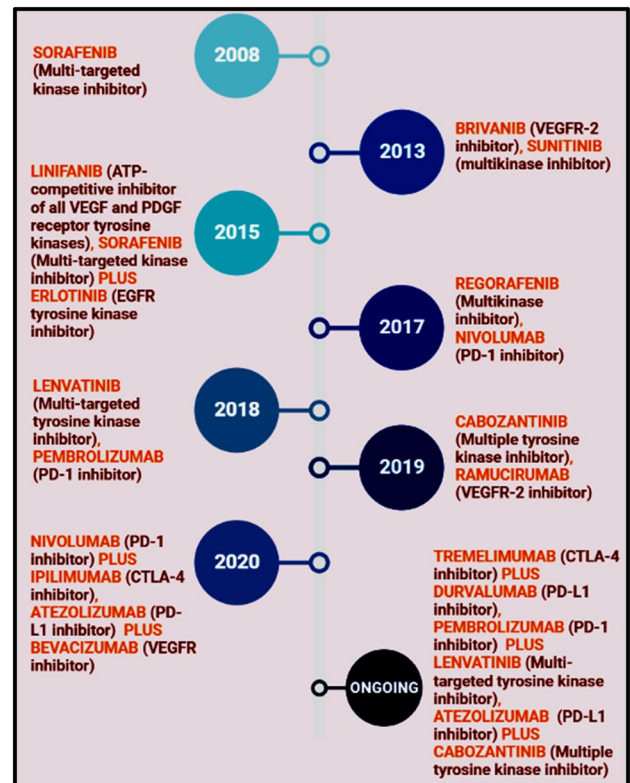 SORAFENIB
(Multi-targeted
kinase inhibitor)
2008
2013
BRIVANIB (VEGFR-2
inhibitor), SUNITINIB
(multikinase inhibitor)
LINIFANIB (ATP-
competitive inhibitor
of all VEGF and PDGF
receptor tyrosine
kinases), SORAFENIB
(Multi-targeted kinase
inhibitor) PLUS
ERLOTINIB (EGFR
tyrosine kinase
inhibitor)
2015
2017
REGORAFENIB
(Multikinase
inhibitor),
NIVOLUMAB
(PD-1 inhibitor)
LENVATINIB
(Multi-targeted
tyrosine kinase
inhibitor),
PEMBROLIZUMAB
(PD-1 inhibitor)
2018
2019
CABOZANTINIB
(Multiple tyrosine
kinase inhibitor),
RAMUCIRUMAB
(VEGFR-2 inhibitor)
NIVOLUMAB (PD-1
inhibitor) PLUS
IPILIMUMAB (CTLA-4
inhibitor),
ATEZOLIZUMAB (PD-
L1 inhibitor) PLUS
BEVACIZUMAB (VEGFR
inhibitor)
2020
ONGOING
TREMELIMUMAB (CTLA-4
inhibitor) PLUS
DURVALUMAB (PD-L1
inhibitor),
PEMBROLIZUMAB (PD-1
inhibitor) PLUS
LENVATINIB (Multi-
targeted tyrosine kinase
inhibitor),
ATEZOLIZUMAB (PD-L1
inhibitor) PLUS
CABOZANTINIB (Multiple
tyrosine kinase inhibitor)